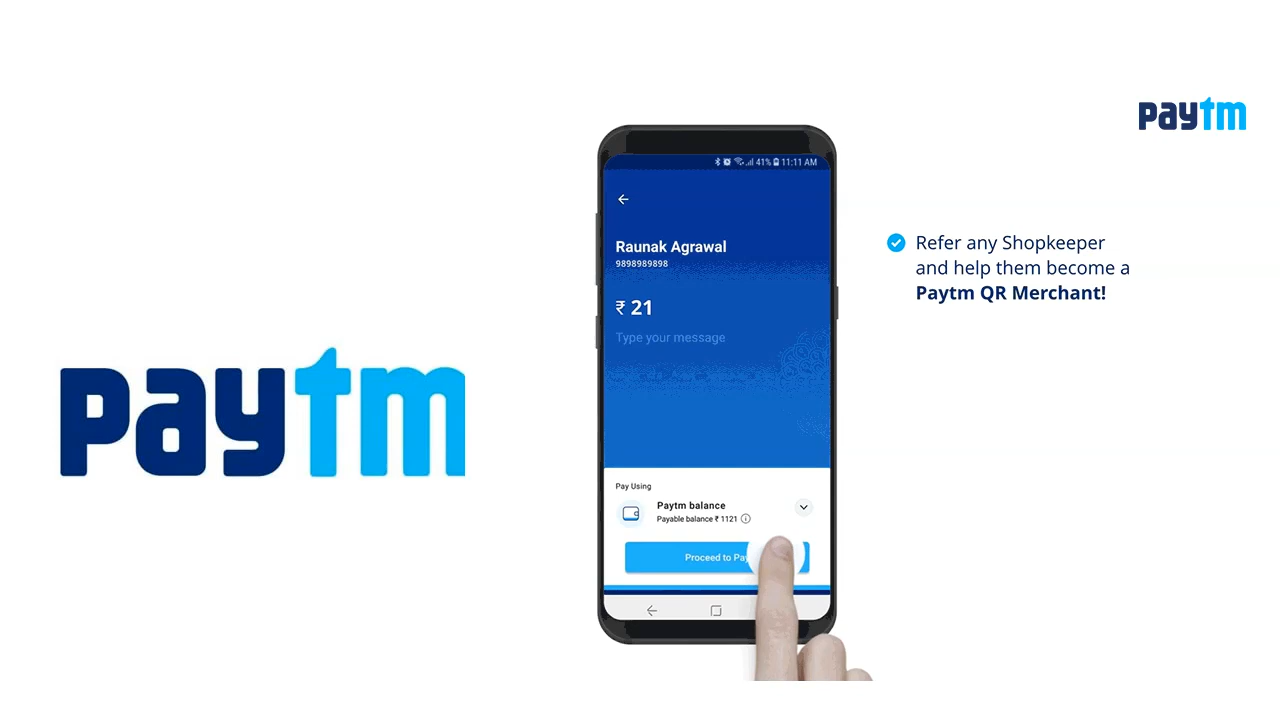 paytm
paytm
41% 11:11 AM
Raunak Agrawal
9898989898
₹ 21
Type your message
Pay Using
Paytm balance
Payable balance ₹ 1121
Proceed to Pay
Refer any Shopkeeper
and help them become a
Paytm QR Merchant!